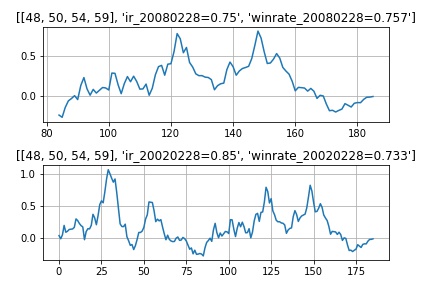 [[48, 50, 54, 59], 'ir_20080228=0.75', 'winrate_20080228=0.757']
0.5
0.0
80 100 120 140 160 180
[[48, 50, 54, 59], 'ir_20020228=0.85', 'winrate_20020228=0.733']
1.0
0.5
0.0
0 25 50 75 100 125 150 175